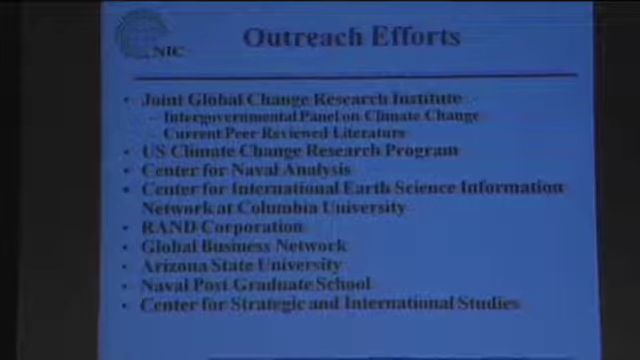 NIC
Outreach Efforts
• Joint Global Change Research Institute
– Intergovernmental Panel on Climate Change
– Current Peer Reviewed Literature
• US Climate Change Research Program
• Center for Naval Analysis
• Center for International Earth Science Information
Network at Columbia University
• RAND Corporation
• Global Business Network
• Arizona State University
• Naval Post Graduate School
• Center for Strategic and International Studies